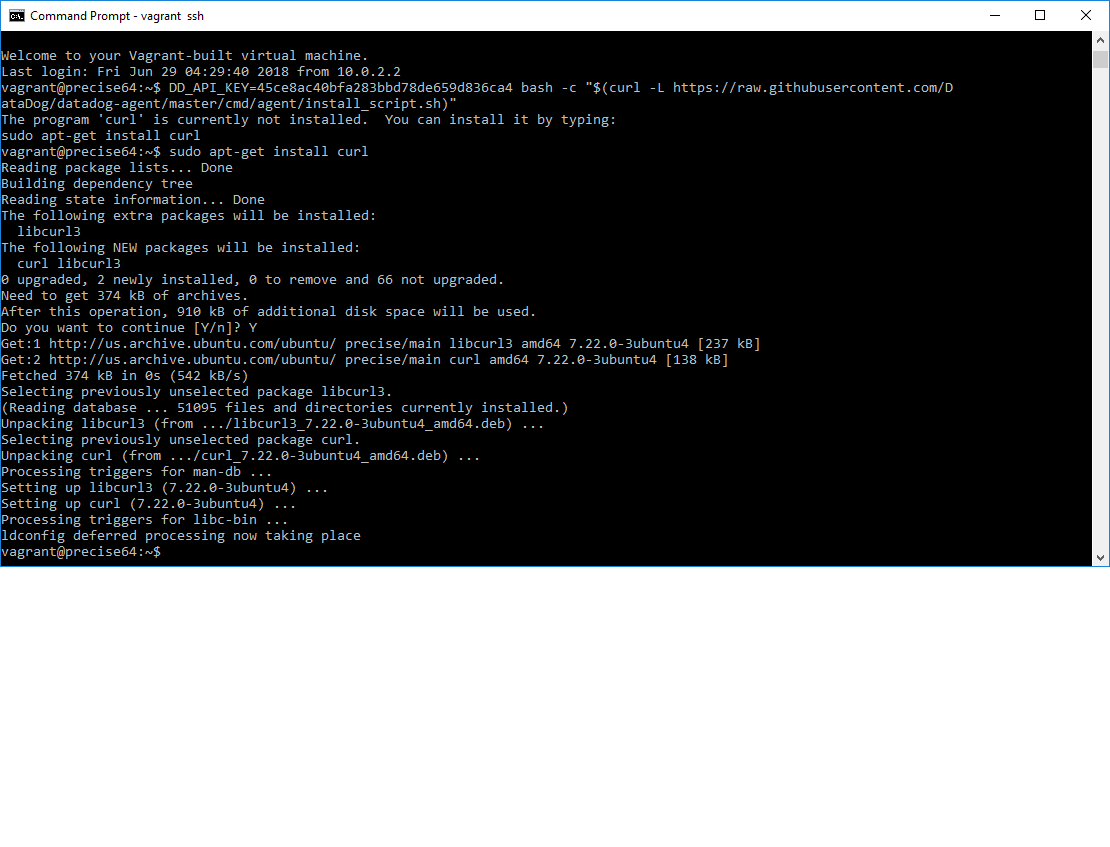 Command Prompt - vagrant ssh
Welcome to your Vagrant-built virtual machine.
Last login: Fri Jun 29 04:29:40 2018 from 10.0.2.2
vagrant@precise64:~$ DD_API_KEY=45ce8ac40bfa283bbd78de659d836ca4 bash -c "$(curl -L https://raw.githubusercontent.com/D
ataDog/datadog-agent/master/cmd/agent/install_script.sh)"
The program 'curl' is currently not installed.  You can install it by typing:
sudo apt-get install curl
vagrant@precise64:~$ sudo apt-get install curl
Reading package lists... Done
Building dependency tree
Reading state information... Done
The following extra packages will be installed:
  libcurl3
The following NEW packages will be installed:
  curl libcurl3
0 upgraded, 2 newly installed, 0 to remove and 66 not upgraded.
Need to get 374 kB of archives.
After this operation, 910 kB of additional disk space will be used.
Do you want to continue [Y/n]? Y
Get:1 http://us.archive.ubuntu.com/ubuntu/ precise/main libcurl3 amd64 7.22.0-3ubuntu4 [237 kB]
Get:2 http://us.archive.ubuntu.com/ubuntu/ precise/main curl amd64 7.22.0-3ubuntu4 [138 kB]
Fetched 374 kB in 0s (542 kB/s)
Selecting previously unselected package libcurl3.
(Reading database ... 51095 files and directories currently installed.)
Unpacking libcurl3 (from .../libcurl3_7.22.0-3ubuntu4_amd64.deb) ...
Selecting previously unselected package curl.
Unpacking curl (from .../curl_7.22.0-3ubuntu4_amd64.deb) ...
Processing triggers for man-db ...
Setting up libcurl3 (7.22.0-3ubuntu4) ...
Setting up curl (7.22.0-3ubuntu4) ...
Processing triggers for libc-bin ...
ldconfig deferred processing now taking place
vagrant@precise64:~$